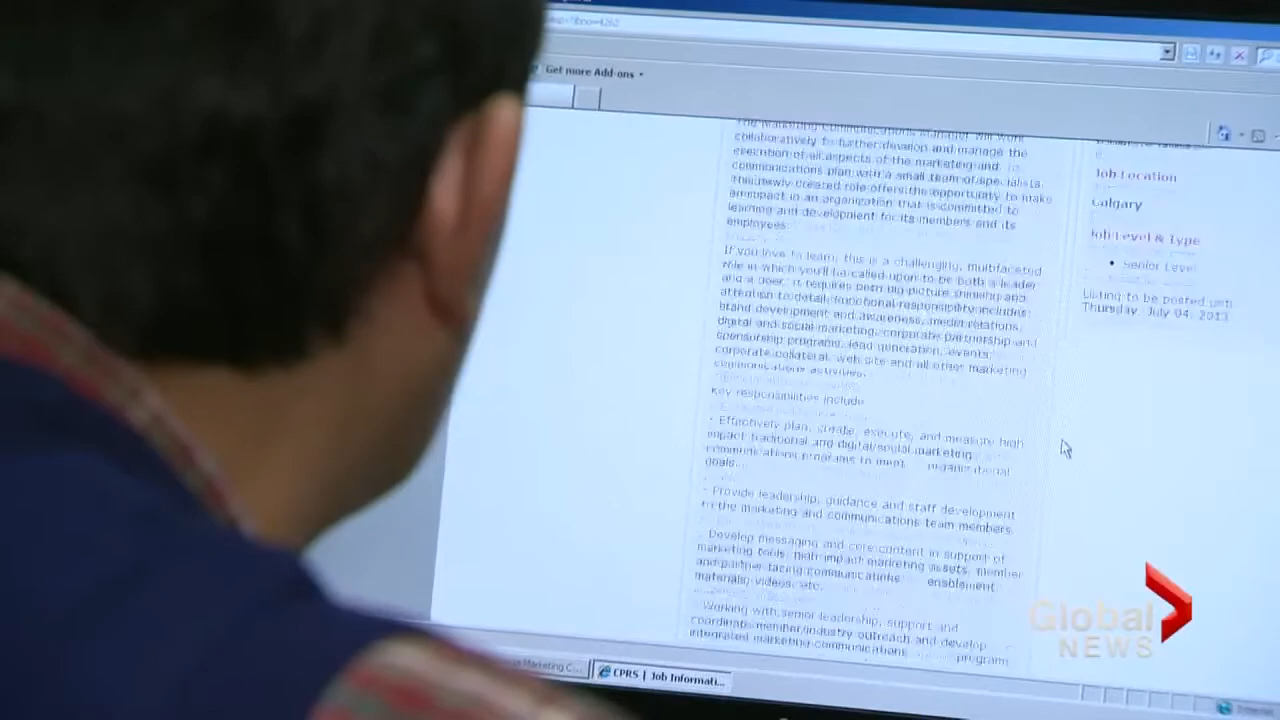 Get more Add-ons
The Marketing Communications Manager will work
collaboratively to further develop and manage the
execution of all aspects of the marketing and
communications plan with a small team of specialists.
This newly created role offers the opportunity to make
an impact in an organization that is committed to
learning and development for its members and its
employees.
If you love to learn, this is a challenging, multifaceted
role in which you'll be called upon to be both a leader
and a doer. It requires both big picture thinking and
attention to detail, functional responsibility includes:
brand development and awareness, media relations,
digital and social marketing, corporate partnership and
sponsorship programs, lead generation, events,
corporate collateral, web site and all other marketing
communications activities.
Key responsibilities include
- Effectively plan, create, execute, and measure high
impact traditional and digital/social marketing
communications programs to meet organizational
goals.
- Provide leadership, guidance and staff development
to the marketing and communications team members.
- Develop messaging and core content in support of
marketing tools, high impact marketing assets, member
and partner facing communications enablement
materials, videos, etc.
Working with senior leadership, support and
coordinate member/industry outreach and develop
integrated marketing communications program
Job Location
Calgary
Job Level & Type
• Senior Level
Listing to be posted until
Thursday, July 04, 2013
Global
NEWS
Marketing C...
CPRS | Job Informati...
Internet